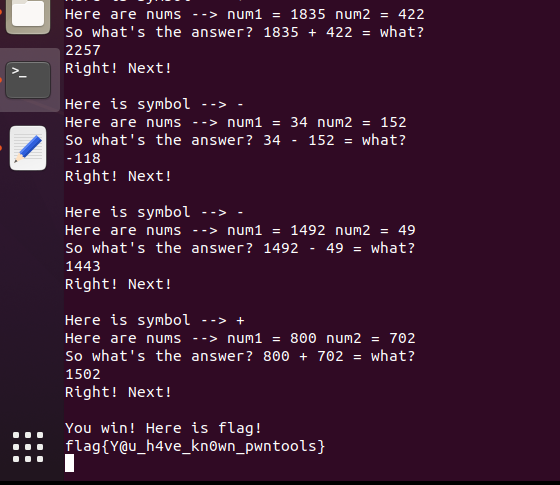 Here are nums --> num1 = 1835 num2 = 422
So what's the answer? 1835 + 422 = what?
2257
Right! Next!
Here is symbol --> -
Here are nums --> num1 = 34 num2 = 152
So what's the answer? 34 - 152 = what?
-118
Right! Next!
Here is symbol --> -
Here are nums --> num1 = 1492 num2 = 49
So what's the answer? 1492 - 49 = what?
1443
Right! Next!
Here is symbol --> +
Here are nums --> num1 = 800 num2 = 702
So what's the answer? 800 + 702 = what?
1502
Right! Next!
You win! Here is flag!
flag{Y@u_h4ve_kn0wn_pwntools}